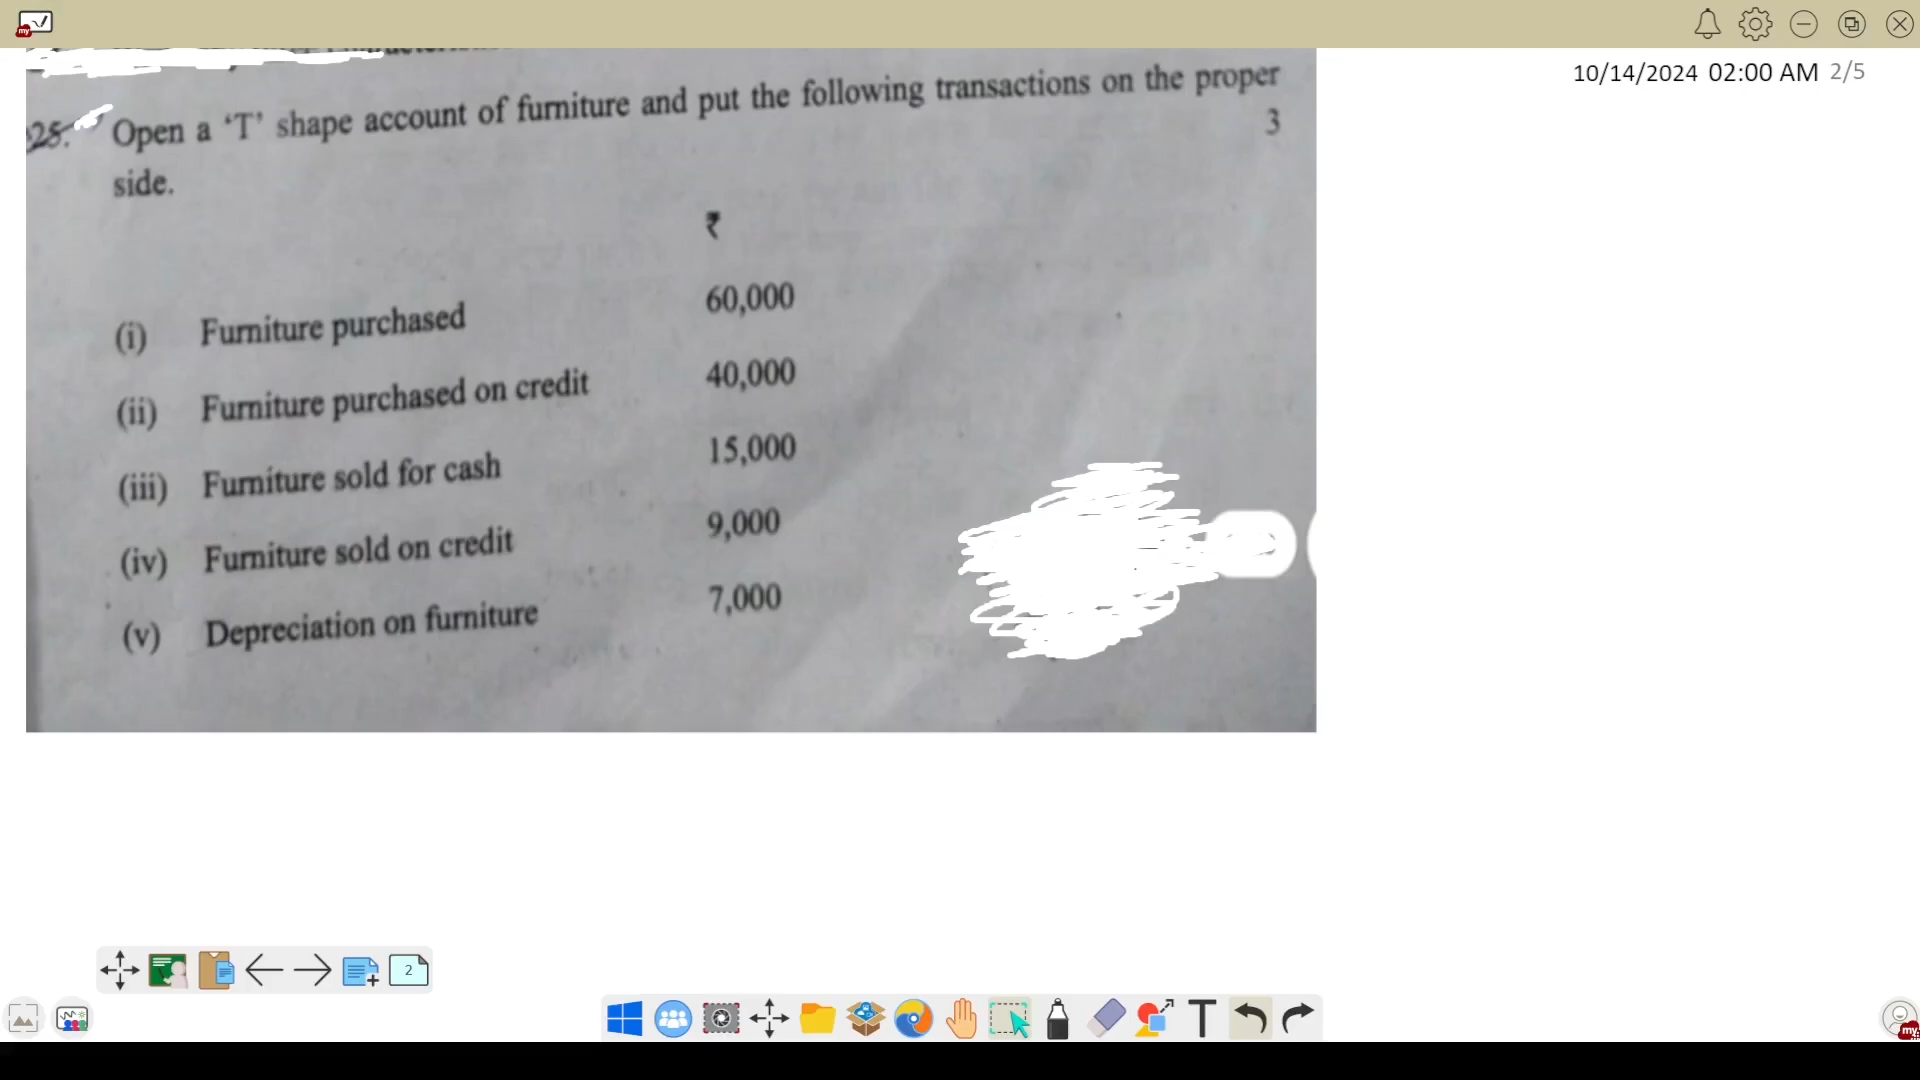 10/14/2024 02:00 AM 2/5
25. Open a ‘T’ shape account of furniture and put the following transactions on the proper
side. 3
₹
(i) Furniture purchased 60,000
(ii) Furniture purchased on credit 40,000
(iii) Furniture sold for cash 15,000
(iv) Furniture sold on credit 9,000
(v) Depreciation on furniture 7,000
2
T
my
my